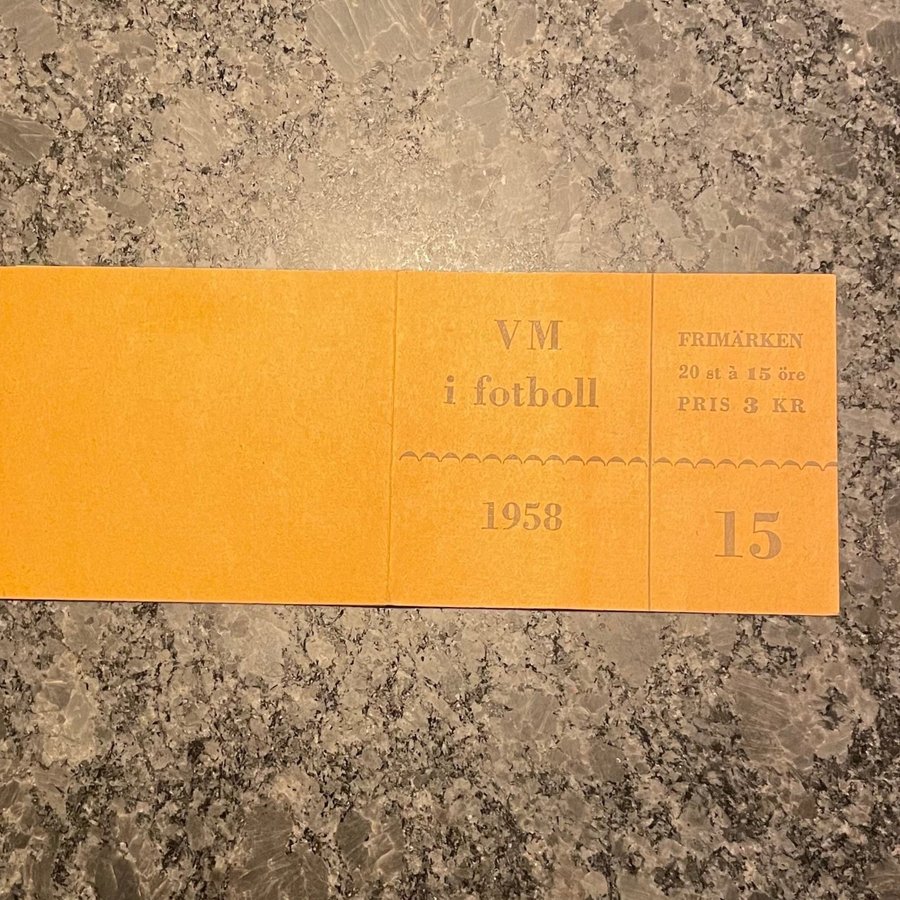 VM
i fotboll
1958
FRIMÄRKEN
20 st à 15 öre
PRIS 3 KR
15